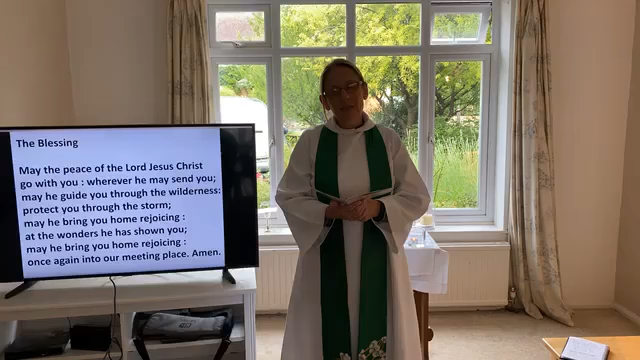 The Blessing
May the peace of the Lord Jesus Christ
go with you : wherever he may send you;
may he guide you through the wilderness:
protect you through the storm;
may he bring you home rejoicing :
at the wonders he has shown you;
may he bring you home rejoicing :
once again into our meeting place. Amen.